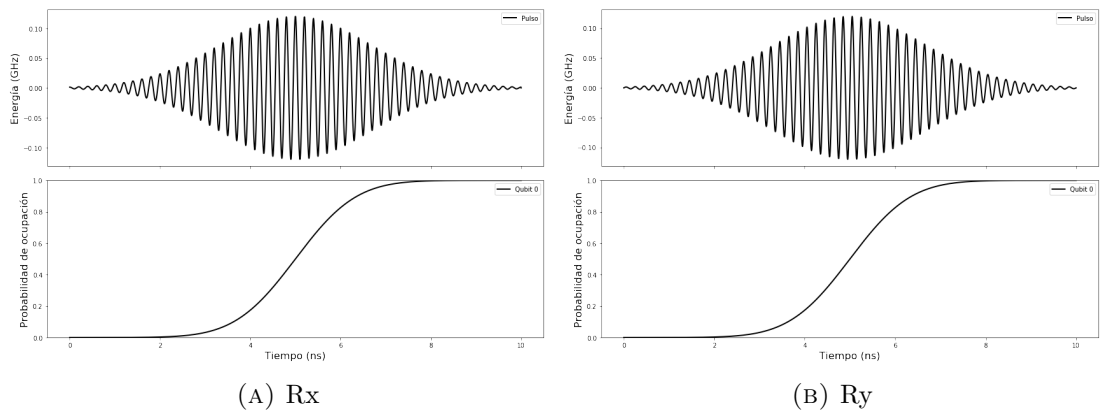 Pulso
Energía (GHz)
0.10
0.05
0.00
−0.05
−0.10
Qubit 0
Probabilidad de ocupación
1.0
0.8
0.6
0.4
0.2
0.0
0 2 4 6 8 10
Tiempo (ns)
(A) Rx
Pulso
Energía (GHz)
0.10
0.05
0.00
−0.05
−0.10
Qubit 0
Probabilidad de ocupación
1.0
0.8
0.6
0.4
0.2
0.0
0 2 4 6 8 10
Tiempo (ns)
(B) Ry